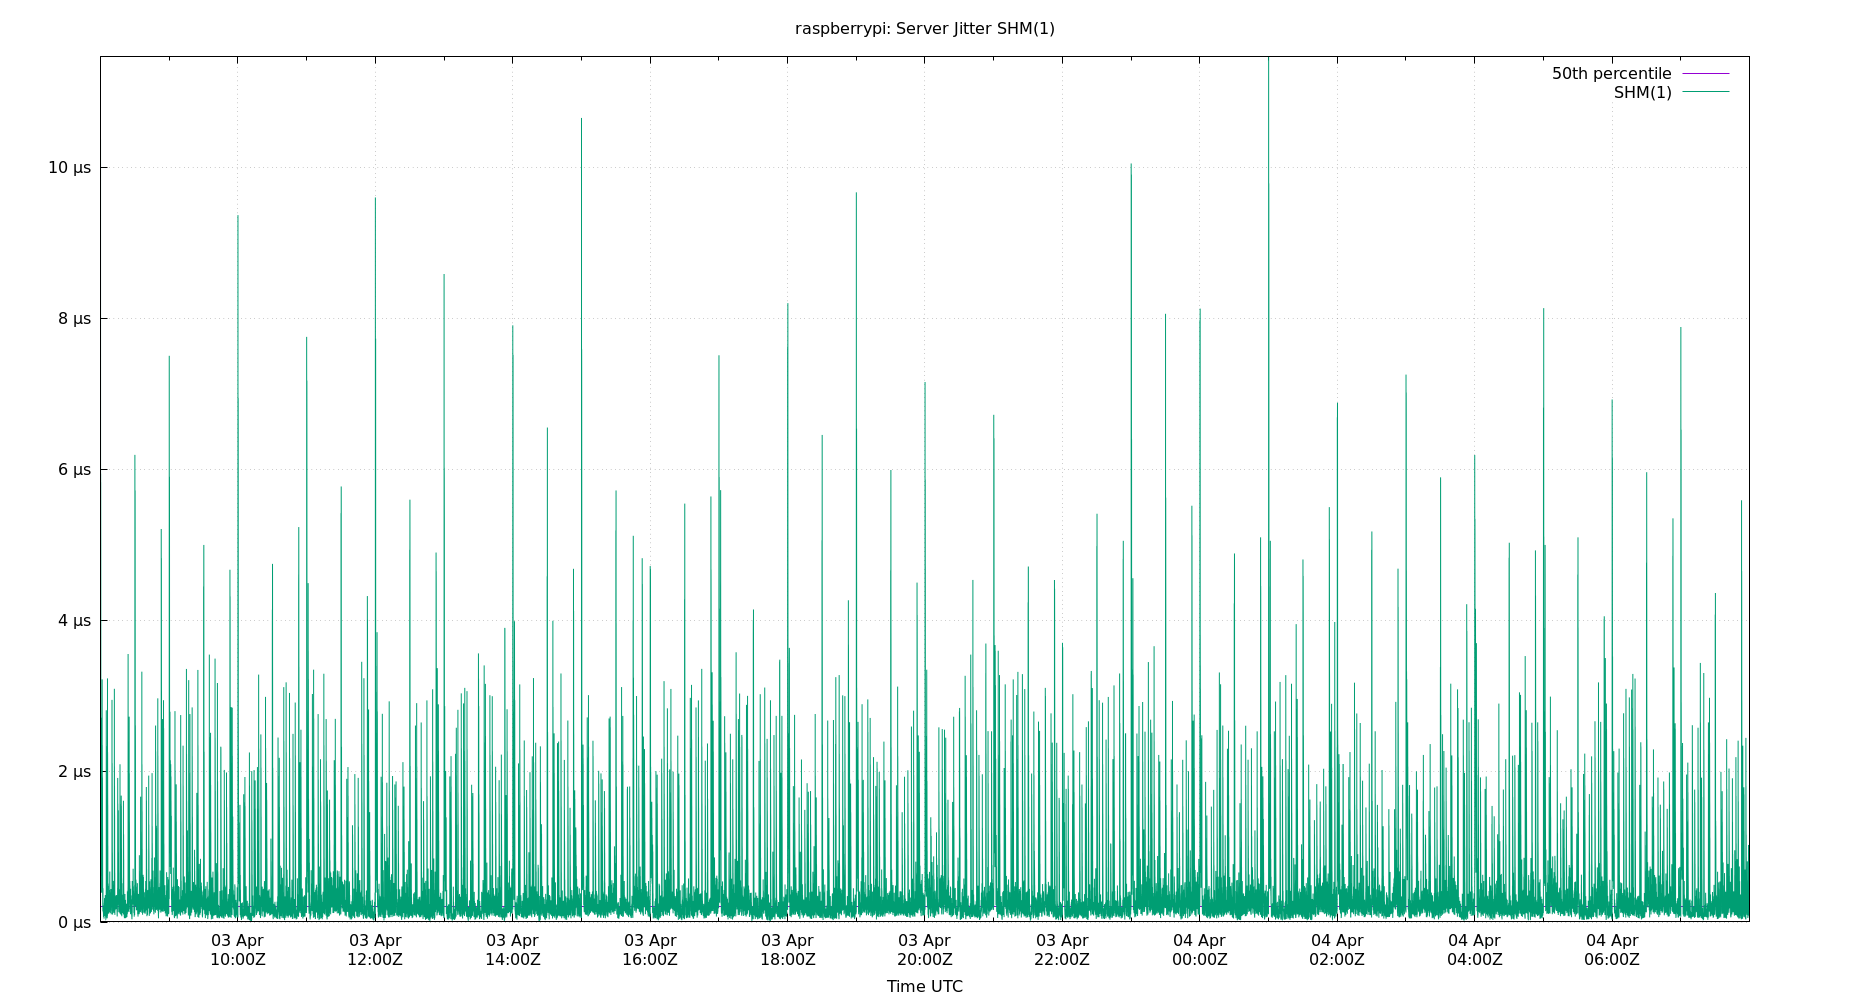 raspberrypi: Server Jitter SHM(1)
50th percentile
SHM(1)
10 µs
8 µs
6 µs
4 µs
2 µs
0 µs
03 Apr 03 Apr 03 Apr 03 Apr 03 Apr 03 Apr 03 Apr 04 Apr 04 Apr 04 Apr 04 Apr
10:00Z 12:00Z 14:00Z 16:00Z 18:00Z 20:00Z 22:00Z 00:00Z 02:00Z 04:00Z 06:00Z
Time UTC